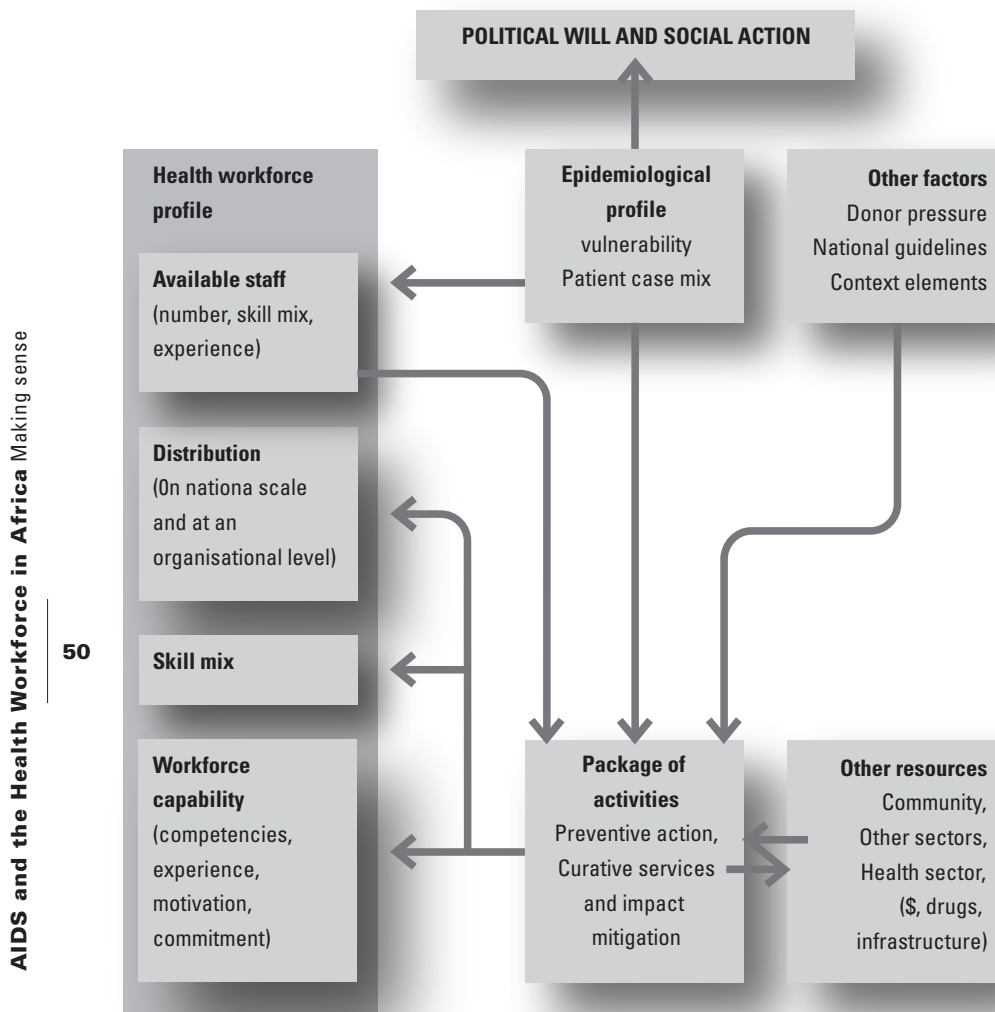 POLITICAL WILL AND SOCIAL ACTION
Health workforce
profile
Available staff
(number, skill mix,
experience)
Distribution
(On nationa scale
and at an
organisational level)
Skill mix
Workforce
capability
(competencies,
experience,
motivation,
commitment)
Epidemiological
profile
vulnerability
Patient case mix
Other factors
Donor pressure
National guidelines
Context elements
Package of
activities
Preventive action,
Curative services
and impact
mitigation
Other resources
Community,
Other sectors,
Health sector,
($, drugs,
infrastructure)
AIDS and the Health Workforce in Africa Making sense
50